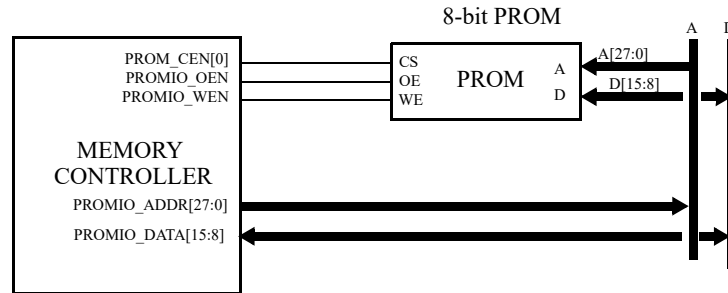 8-bit PROM
A
PROM_CEN[0]
PROMIO_OEN
PROMIO_WEN
CS
OE
WE
PROM
A
D
A[27:0]
D[15:8]
MEMORY
CONTROLLER
PROMIO_ADDR[27:0]
PROMIO_DATA[15:8]